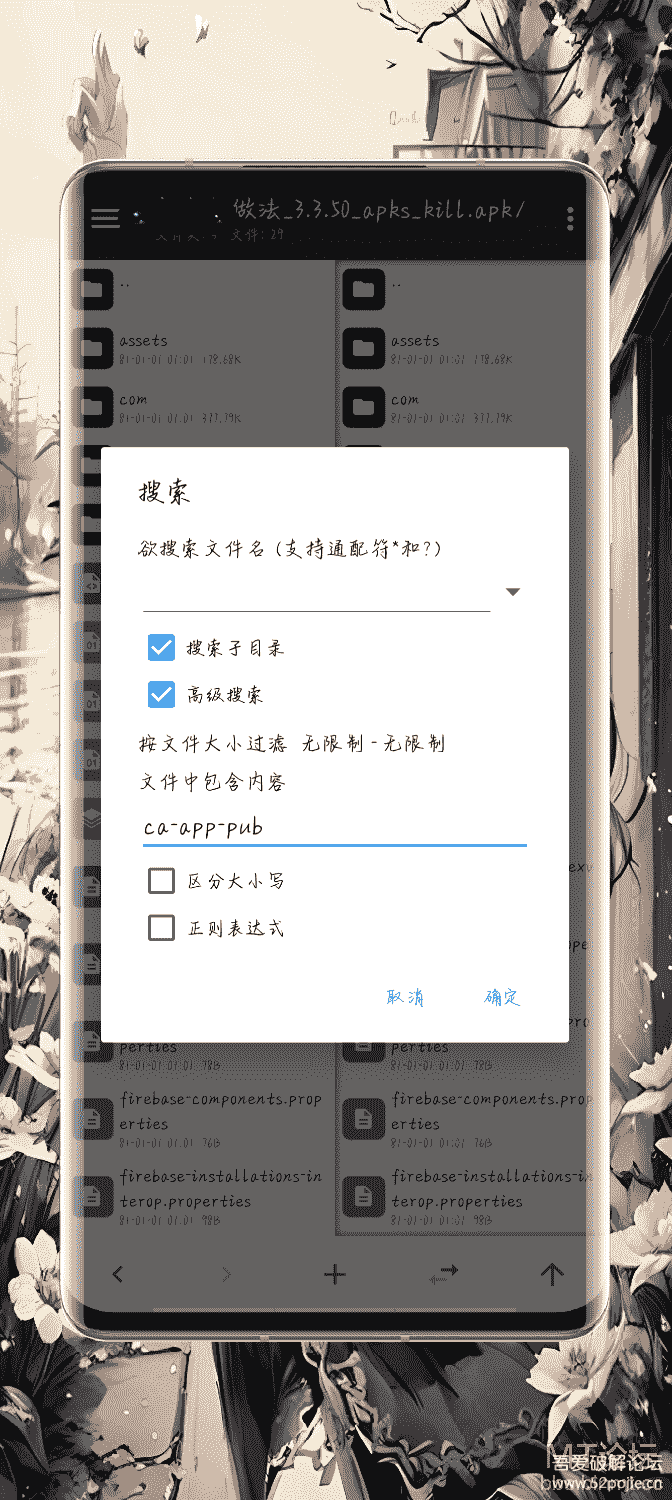 做法_3.3.50_apks_kill.apk/
文件: 29
..
..
assets
81-01-01 01:01 178.68K
assets
81-01-01 01:01 178.68K
com
81-01-01 01:01 377.79K
com
81-01-01 01:01 377.79K
搜索
欲搜索文件名 (支持通配符*和?)
搜索子目录
高级搜索
按文件大小过滤 无限制 - 无限制
文件中包含内容
ca-app-pub
区分大小写
正则表达式
取消 确定
perties
81-01-01 01:01 78B
81-01-01 01:01 78B
firebase-components.prop
erties
81-01-01 01:01 76B
firebase-components.prop
erties
81-01-01 01:01 76B
firebase-installations-in
terop.properties
81-01-01 01:01 98B
firebase-installations-in
terop.properties
81-01-01 01:01 98B
MT论坛
吾爱破解论坛
www.52pojie.cn